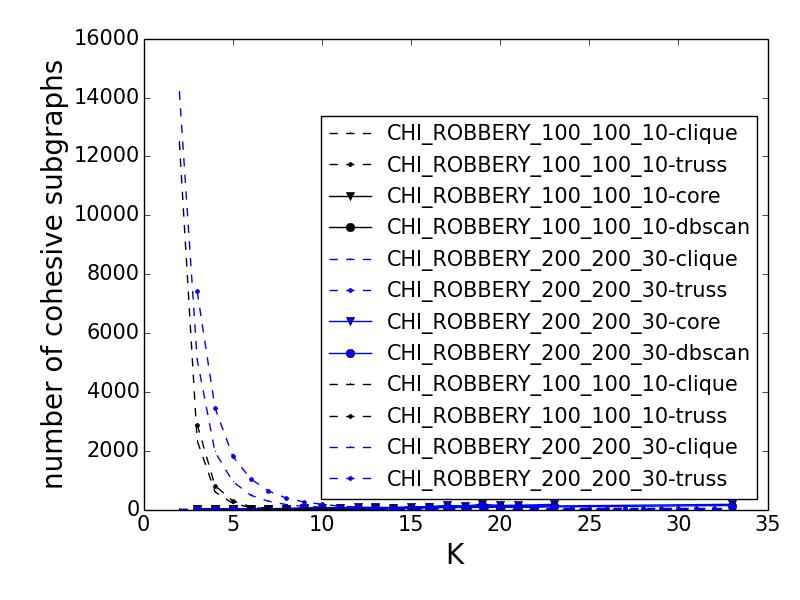 number of cohesive subgraphs
16000
14000
12000
10000
8000
6000
4000
2000
0
CHI_ROBBERY_100_100_10-clique
CHI_ROBBERY_100_100_10-truss
CHI_ROBBERY_100_100_10-core
CHI_ROBBERY_100_100_10-dbscan
CHI_ROBBERY_200_200_30-clique
CHI_ROBBERY_200_200_30-truss
CHI_ROBBERY_200_200_30-core
CHI_ROBBERY_200_200_30-dbscan
CHI_ROBBERY_100_100_10-clique
CHI_ROBBERY_100_100_10-truss
CHI_ROBBERY_200_200_30-clique
CHI_ROBBERY_200_200_30-truss
0 5 10 15 20 25 30 35
K